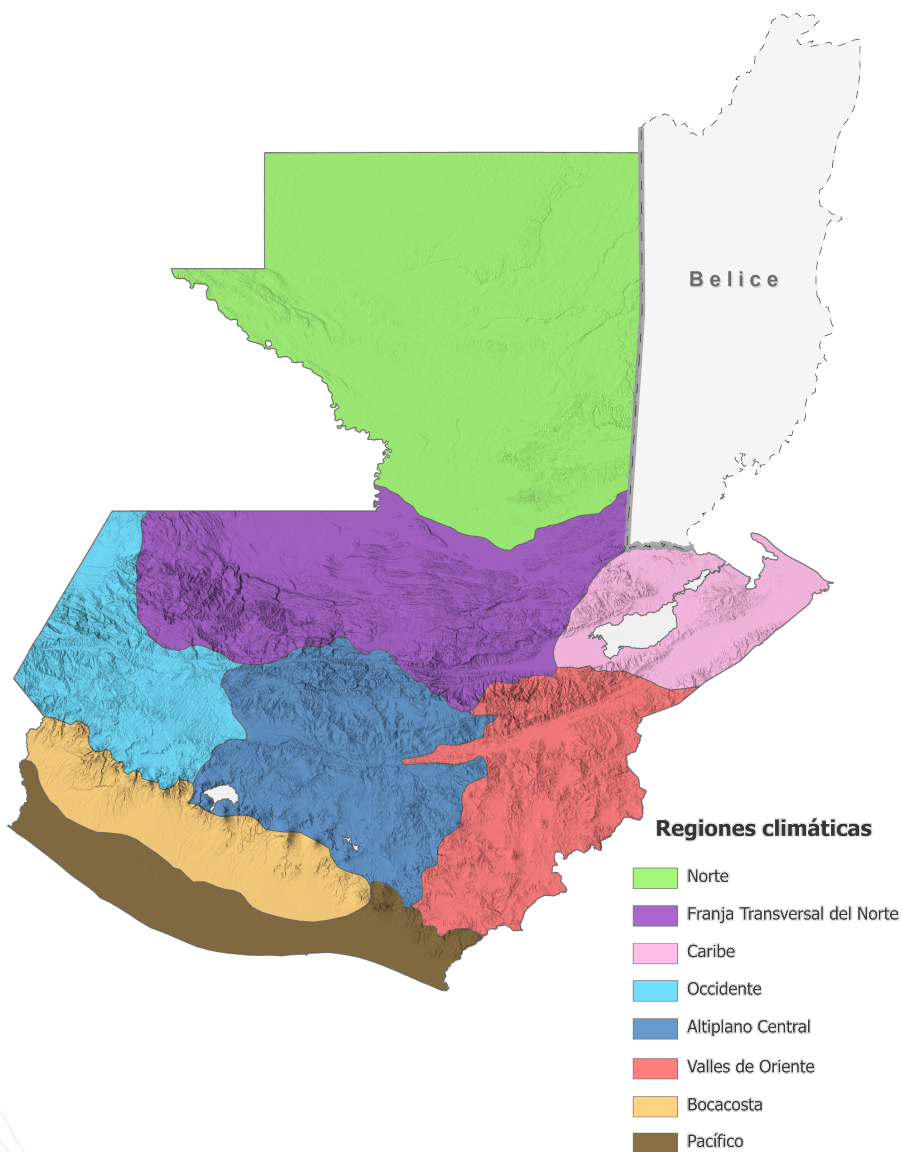 Belice
Regiones climáticas
Norte
Franja Transversal del Norte
Caribe
Occidente
Altiplano Central
Valles de Oriente
Bocacosta
Pacífico